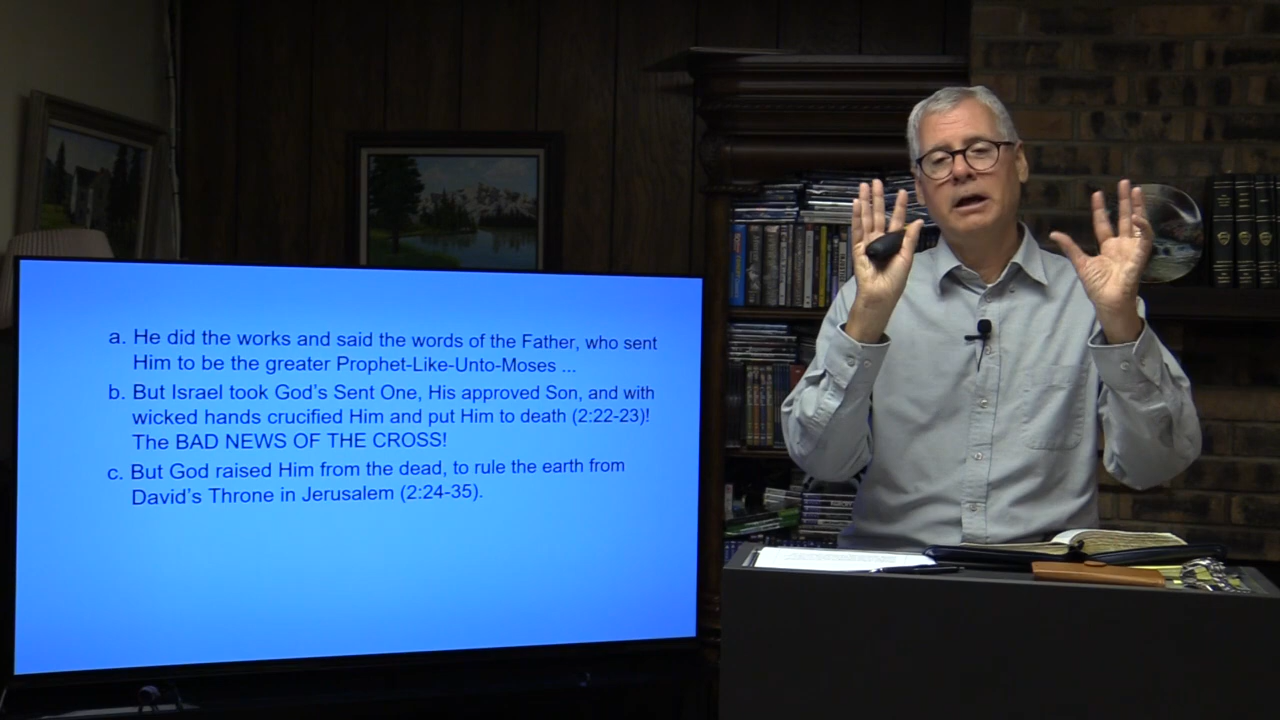 a. He did the works and said the words of the Father, who sent
Him to be the greater Prophet-Like-Unto-Moses ...
b. But Israel took God's Sent One, His approved Son, and with
wicked hands crucified Him and put Him to death (2:22-23)!
The BAD NEWS OF THE CROSS!
c. But God raised Him from the dead, to rule the earth from
David's Throne in Jerusalem (2:24-35).